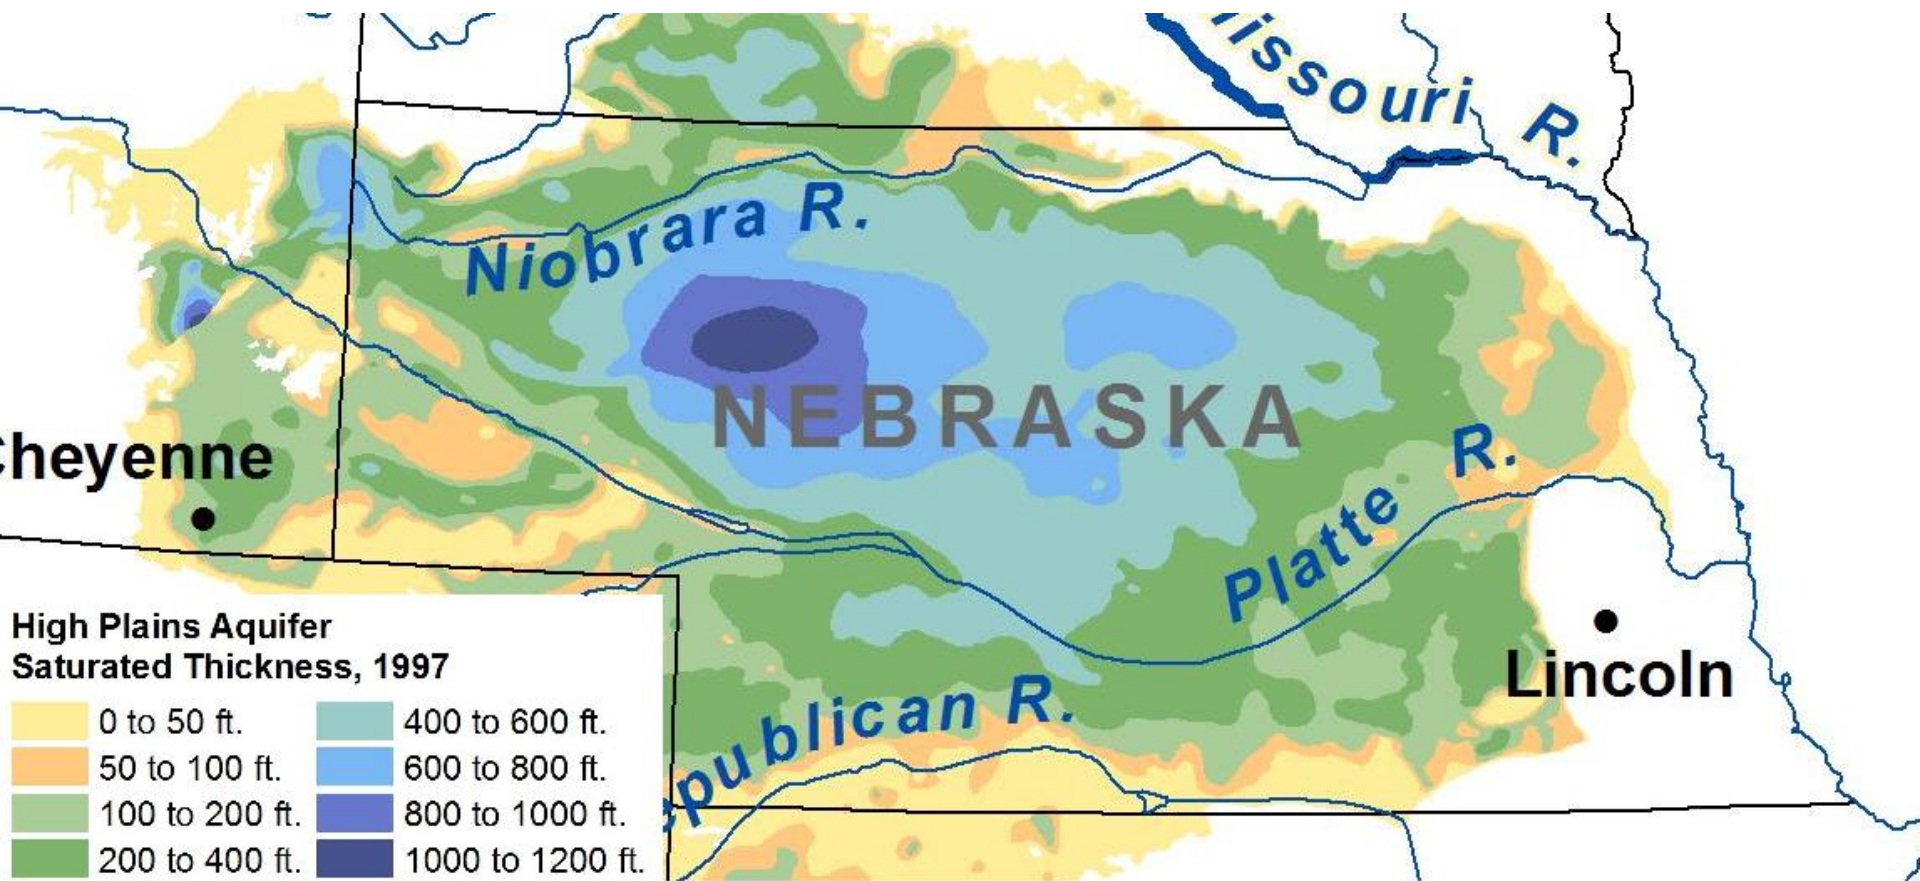 issouri R.
Niobrara R.
NEBRASKA
heyenne
Platte R.
Lincoln
epublican R.
High Plains Aquifer
Saturated Thickness, 1997
0 to 50 ft.
50 to 100 ft.
100 to 200 ft.
200 to 400 ft.
400 to 600 ft.
600 to 800 ft.
800 to 1000 ft.
1000 to 1200 ft.